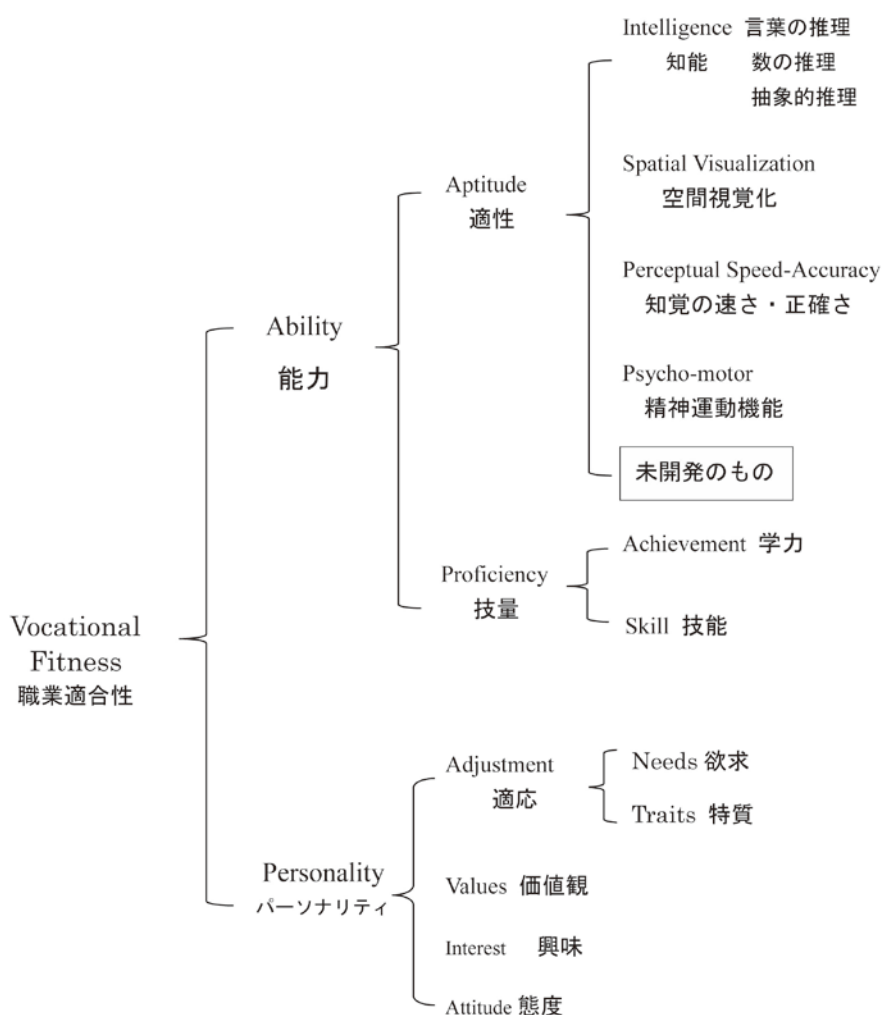 Intelligence 言葉の推理
知能 数の推理
抽象的推理
Spatial Visualization
空間視覚化
Aptitude
適性
Perceptual Speed-Accuracy
知覚の速さ・正確さ
Ability
能力
Psycho-motor
精神運動機能
未開発のもの
Achievement 学力
Proficiency
技量
Skill 技能
Vocational
Fitness
職業適合性
Adjustment
適応
Needs 欲求
Traits 特質
Personality
パーソナリティ
Values 価値観
Interest 興味
Attitude 態度